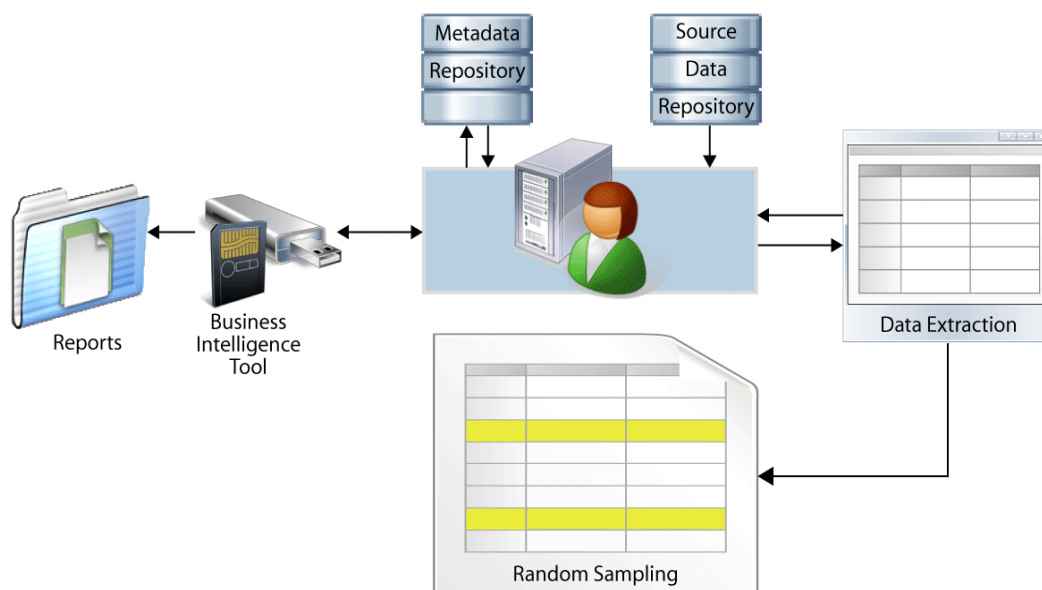 Metadata
Repository
Source
Data
Repository
Reports
Business
Intelligence
Tool
Data Extraction
Random Sampling